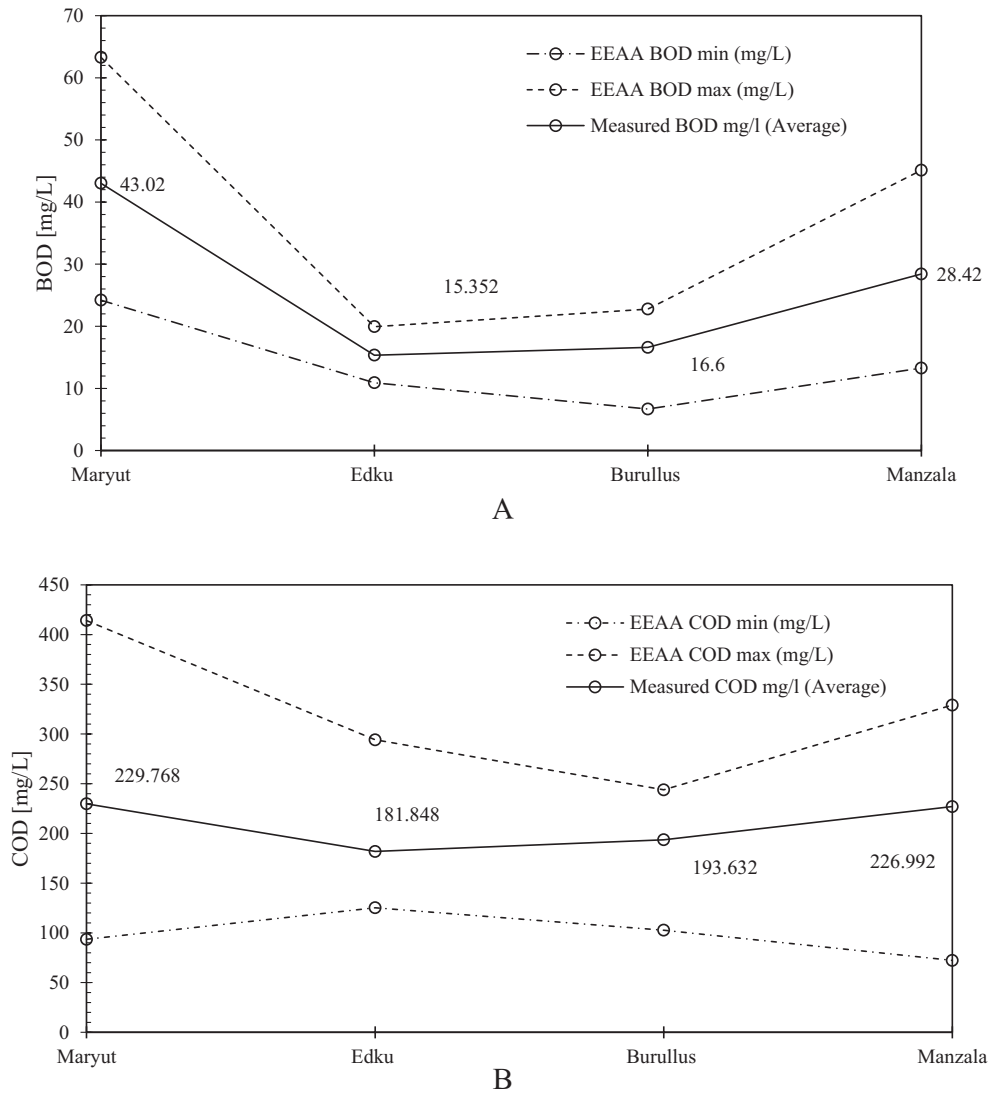 70
60
50
40
30
20
10
0
BOD [mg/L]
EEAA BOD min (mg/L)
EEAA BOD max (mg/L)
Measured BOD mg/l (Average)
43.02
15.352
16.6
28.42
Maryut Edku Burullus Manzala
A
450
400
350
300
250
200
150
100
50
0
COD [mg/L]
EEAA COD min (mg/L)
EEAA COD max (mg/L)
Measured COD mg/l (Average)
229.768
181.848
193.632
226.992
Maryut Edku Burullus Manzala
B